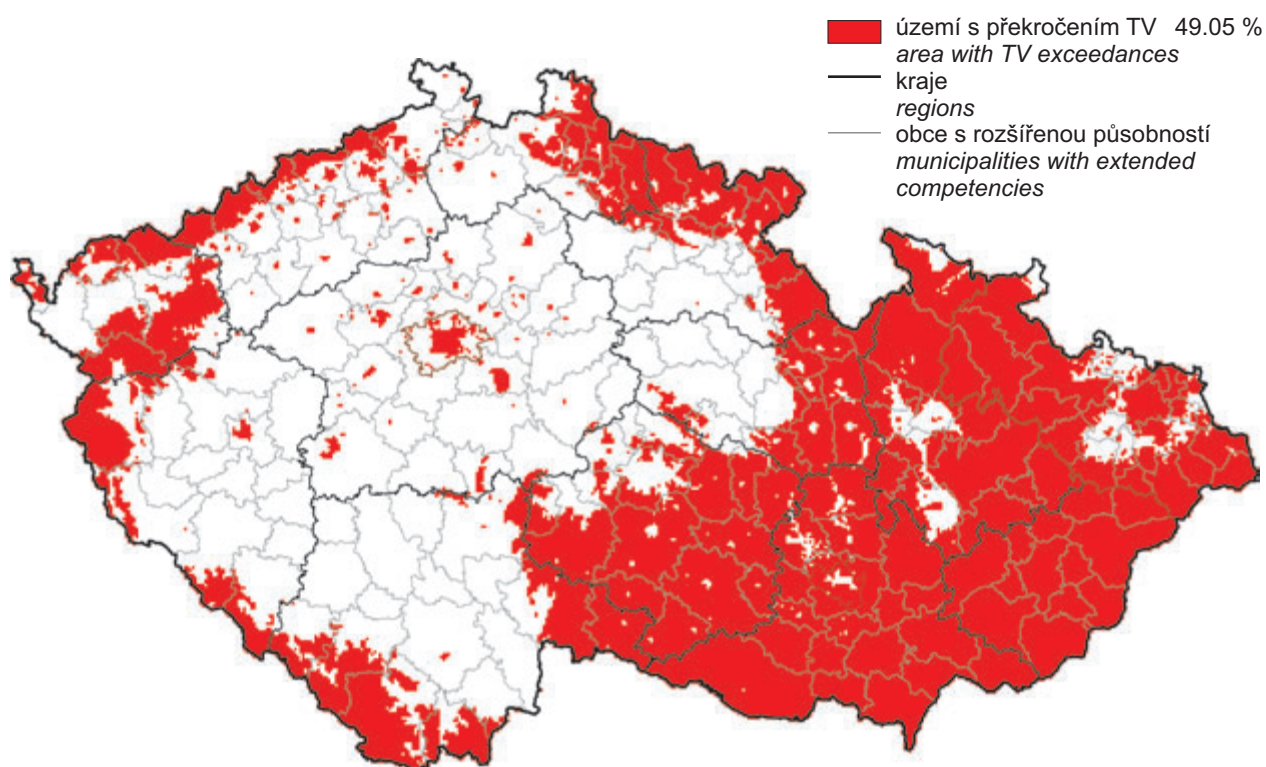 území s překročením TV 49.05 %
area with TV exceedances
kraje
regions
obce s rozšířenou působností
municipalities with extended
competencies